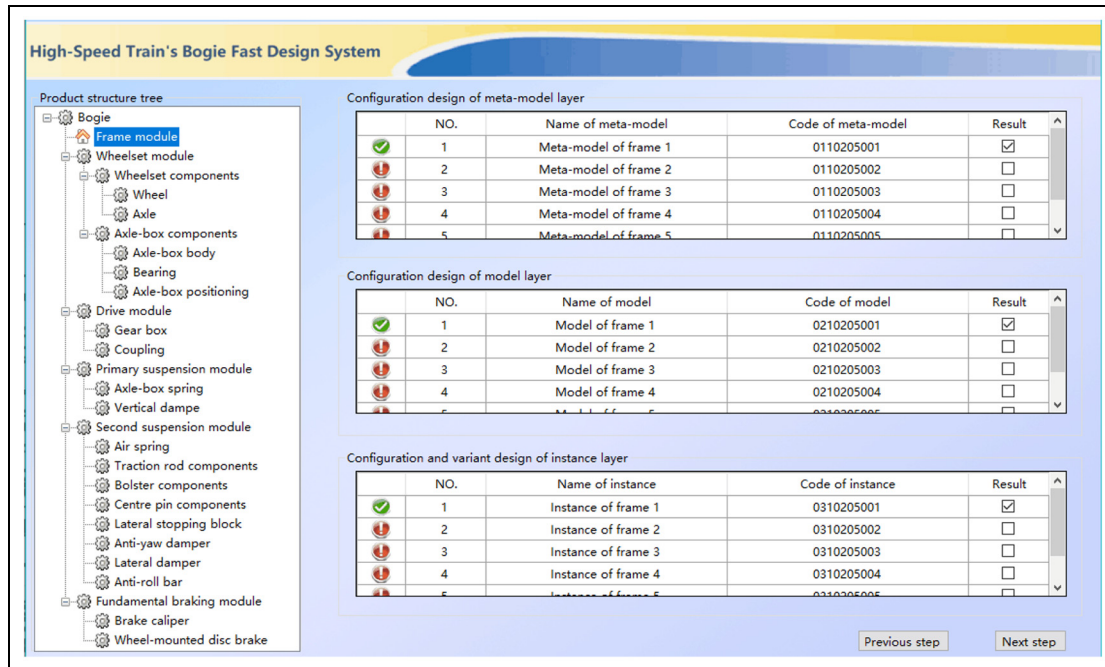 High-Speed Train's Bogie Fast Design System
Product structure tree
Bogie
Frame module
Wheelset module
Wheelset components
Wheel
Axle
Axle-box components
Axle-box body
Bearing
Axle-box positioning
Drive module
Gear box
Coupling
Primary suspension module
Axle-box spring
Vertical dampe
Second suspension module
Air spring
Traction rod components
Bolster components
Centre pin components
Lateral stopping block
Anti-yaw damper
Lateral damper
Anti-roll bar
Fundamental braking module
Brake caliper
Wheel-mounted disc brake
Configuration design of meta-model layer
NO. Name of meta-model Code of meta-model Result
1 Meta-model of frame 1 0110205001
2 Meta-model of frame 2 0110205002
3 Meta-model of frame 3 0110205003
4 Meta-model of frame 4 0110205004
5 Meta-model of frame 5 0110205005
Configuration design of model layer
NO. Name of model Code of model Result
1 Model of frame 1 0210205001
2 Model of frame 2 0210205002
3 Model of frame 3 0210205003
4 Model of frame 4 0210205004
Configuration and variant design of instance layer
NO. Name of instance Code of instance Result
1 Instance of frame 1 0310205001
2 Instance of frame 2 0310205002
3 Instance of frame 3 0310205003
4 Instance of frame 4 0310205004
Previous step Next step